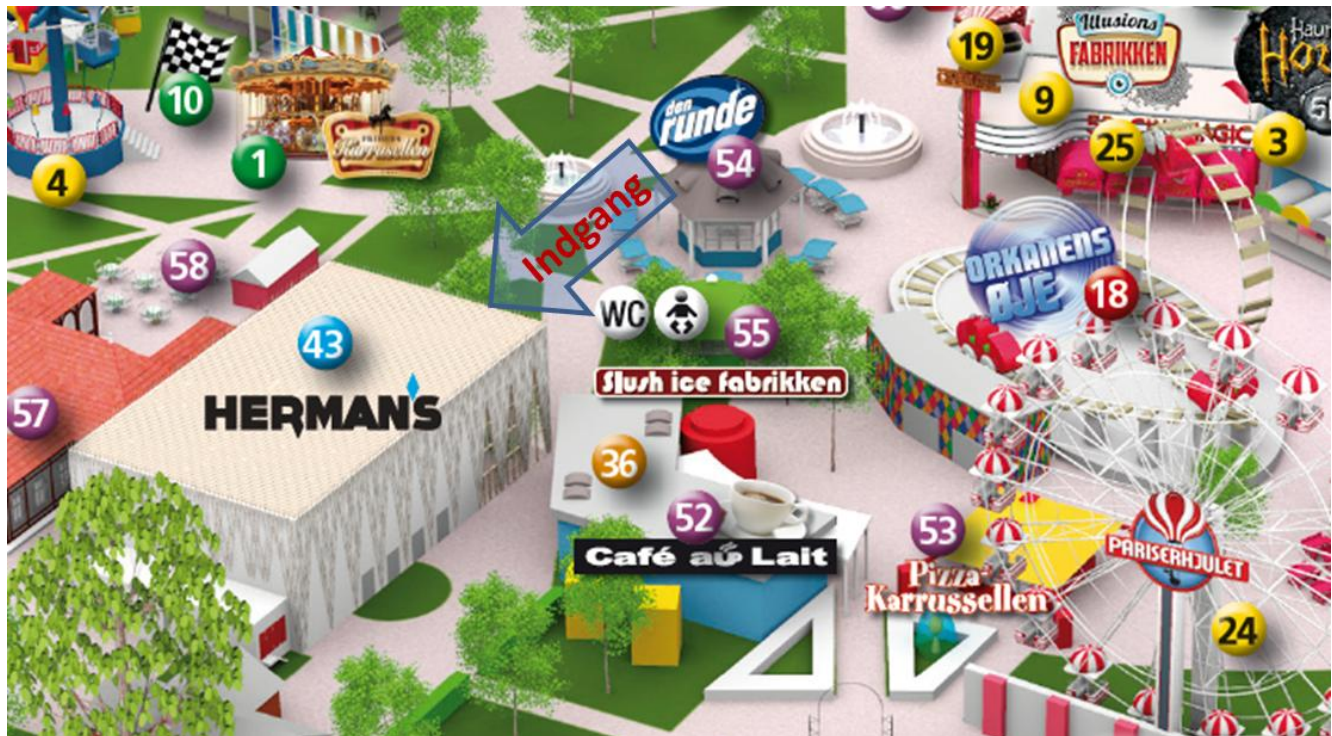 19
Illusions
FABRIKKEN
10
den
runde
9
1
Karrusellen
54
25
3
4
Indgang
58
ORKANENS
ØJE
18
WC
55
43
Slush ice fabrikken
HERMAN'S
57
36
52
53
Café au Lait
PARISERHJULET
Pizza-
Karrussellen
24